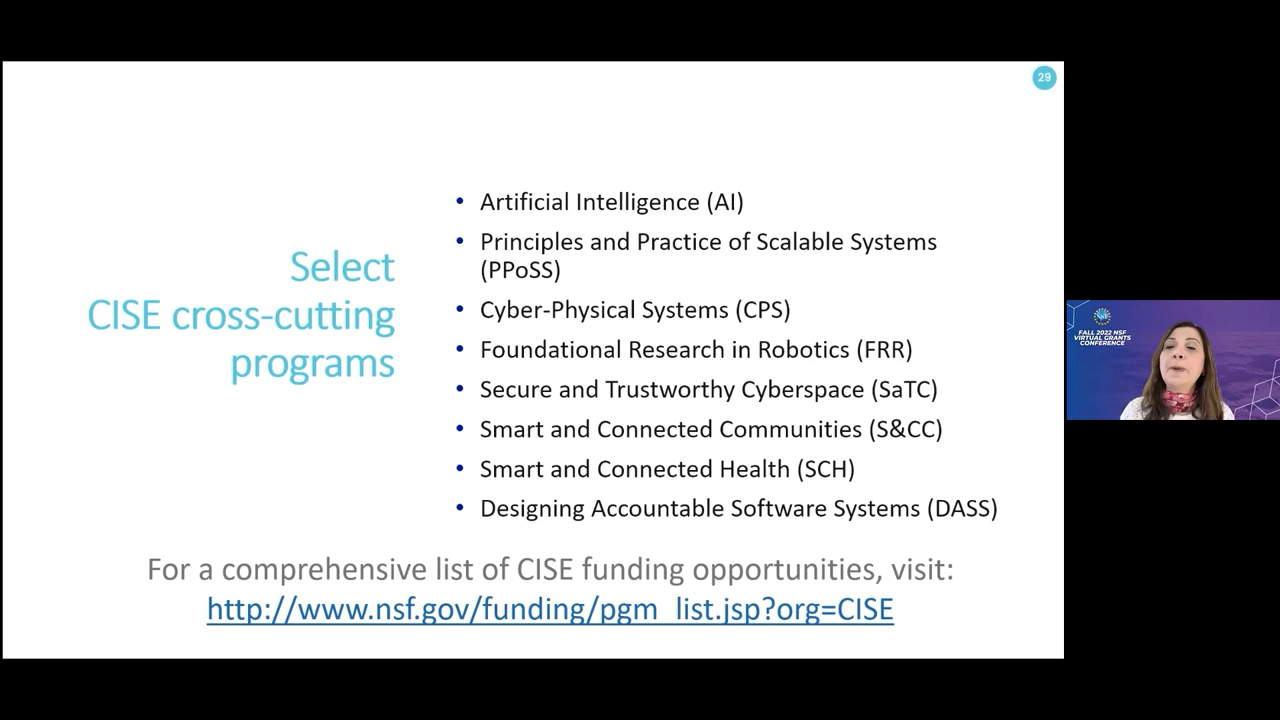 29
Select
CISE cross-cutting
programs
• Artificial Intelligence (AI)
• Principles and Practice of Scalable Systems
(PPoSS)
• Cyber-Physical Systems (CPS)
• Foundational Research in Robotics (FRR)
• Secure and Trustworthy Cyberspace (SaTC)
• Smart and Connected Communities (S&CC)
• Smart and Connected Health (SCH)
• Designing Accountable Software Systems (DASS)
For a comprehensive list of CISE funding opportunities, visit:
http://www.nsf.gov/funding/pgm_list.jsp?org=CISE
FALL 2022 NSF
VIRTUAL GRANTS
CONFERENCE